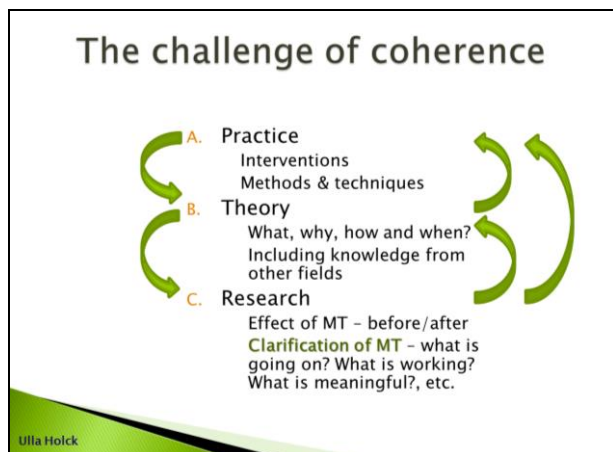 The challenge of coherence
A. Practice
Interventions
Methods & techniques
B. Theory
What, why, how and when?
Including knowledge from
other fields
C. Research
Effect of MT – before/after
Clarification of MT – what is
going on? What is working?
What is meaningful?, etc.
Ulla Holck